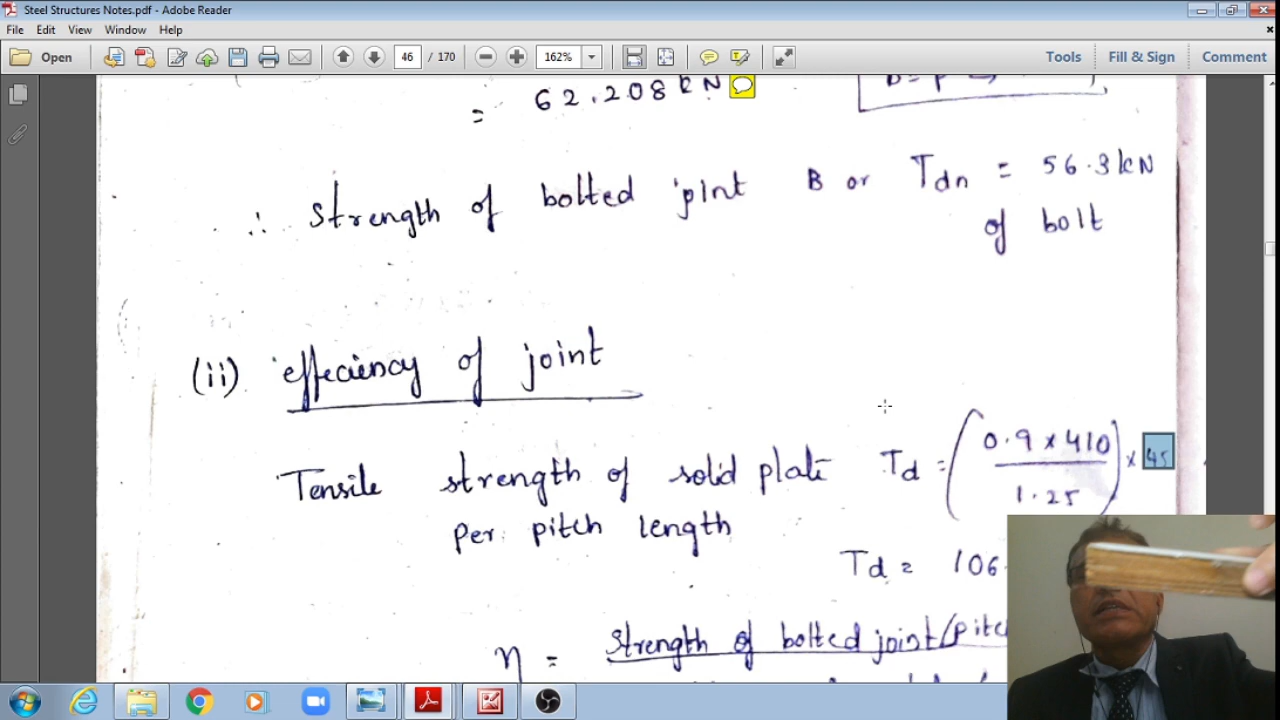 Steel Structures Notes.pdf - Adobe Reader
File Edit View Window Help
Open 46 / 170 162% Tools Fill & Sign Comment
= 62.208 kN
∴ strength of bolted joint B or Tdn = 56.3 kN
of bolt
(ii) effeciency of joint
Tensile strength of solid plate Td = (0.9 × 410 / 1.25) × 45
per pitch length
Td = 106.
η = strength of bolted joint/pitc